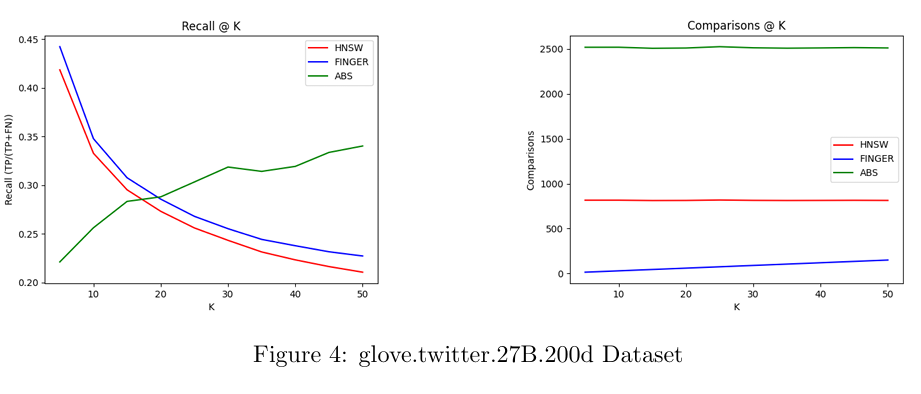 Recall @ K
Recall (TP/(TP+FN))
0.45
0.40
0.35
0.30
0.25
0.20
10
20
30
40
50
K
HNSW
FINGER
ABS
Comparisons @ K
Comparisons
2500
2000
1500
1000
500
0
10
20
30
40
50
K
HNSW
FINGER
ABS
Figure 4: glove.twitter.27B.200d Dataset